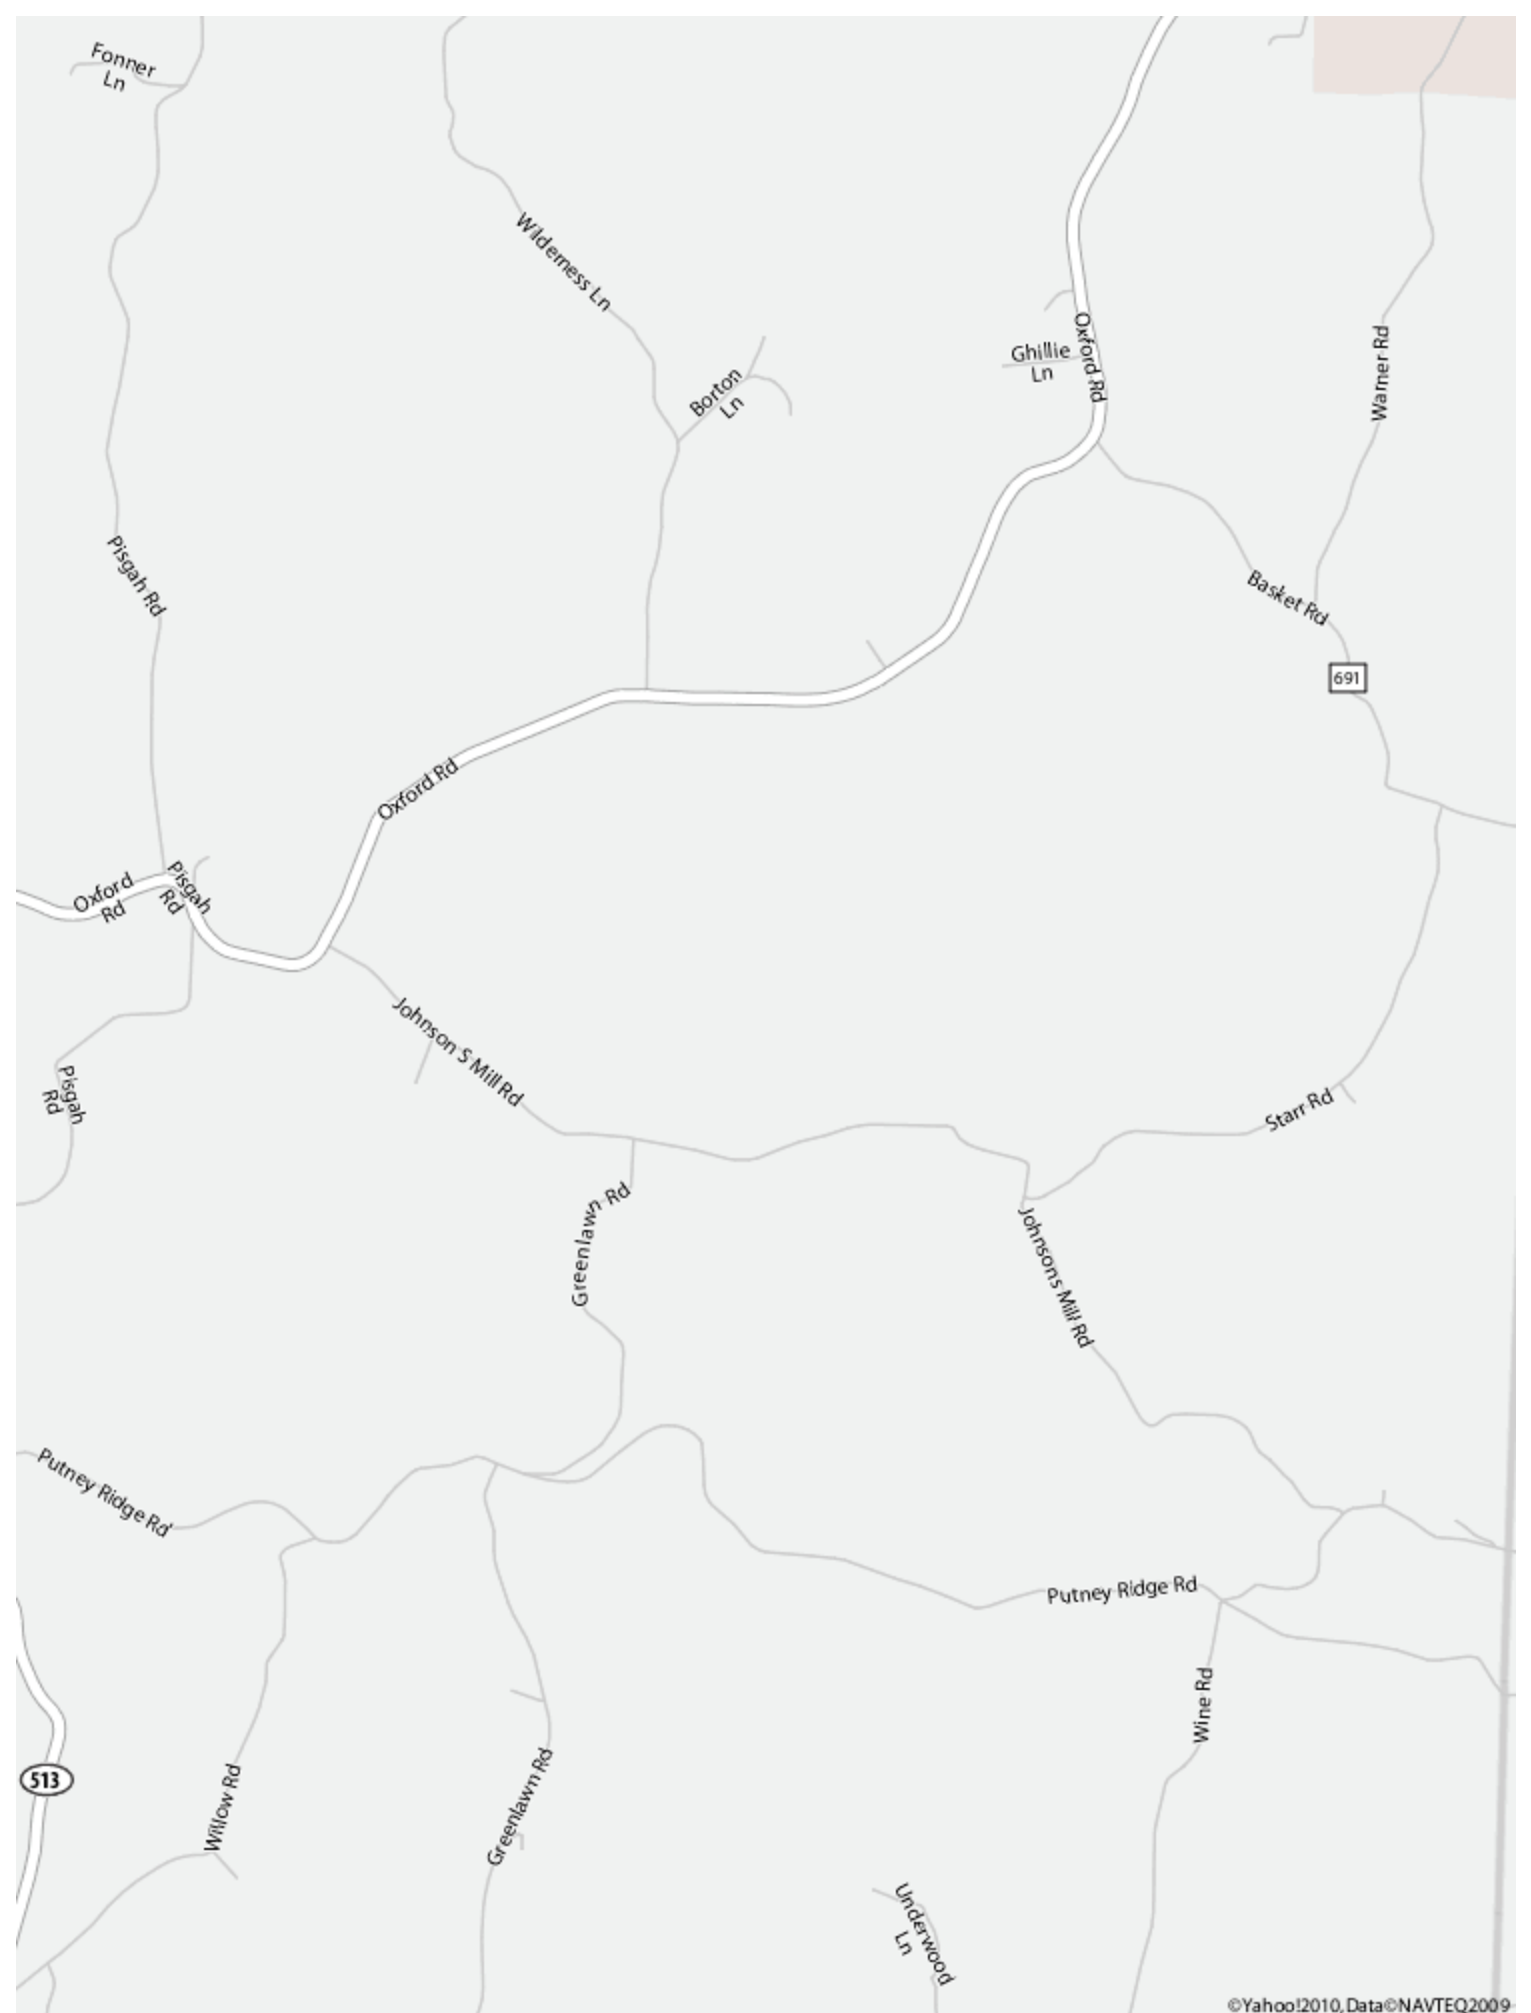 Fonner
Ln
Wilderness Ln
Oxford Rd
Ghillie
Ln
Warner Rd
Borton
Ln
Pisgah Rd
Basket Rd
691
Oxford Rd
Oxford
Rd
Pisgah
Rd
Johnson S Mill Rd
Pisgah
Rd
Starr Rd
Greenlawn Rd
Johnsons Mill Rd
Putney Ridge Rd
Putney Ridge Rd
Wine Rd
513
Willow Rd
Greenlawn Rd
Underwood
Ln
©Yahoo!2010, Data©NAVTEQ2009